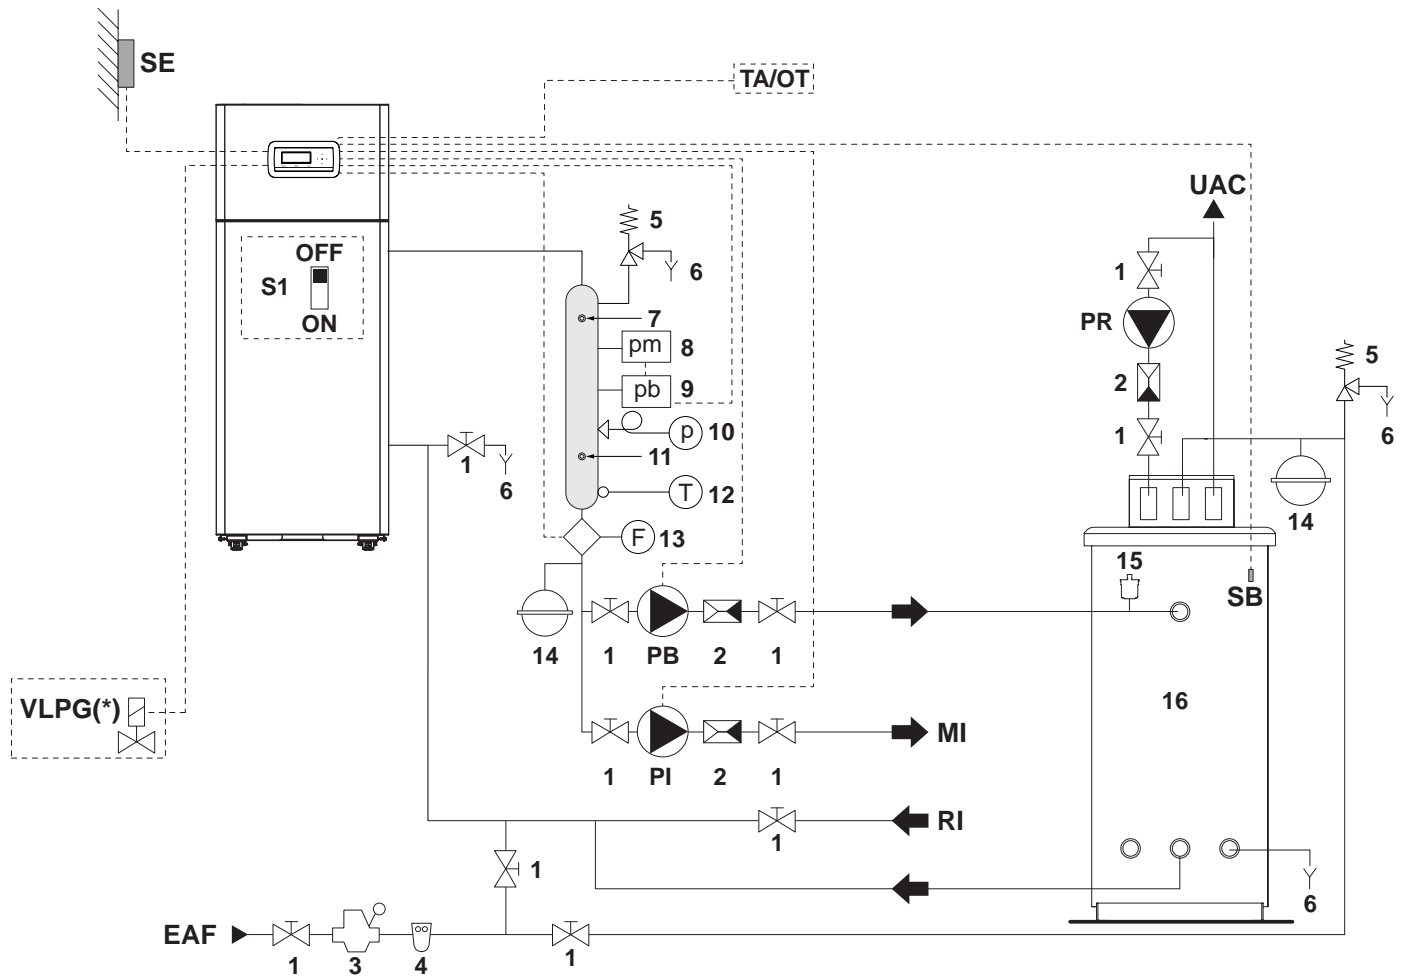 SE
TA/OT
UAC
OFF
S1
ON
5
6
7
pm 8
pb 9
p 10
11
T 12
F 13
1
6
1
PR
2
1
5
6
14
15
SB
14 1 PB 2 1
16
VLPG(*)
MI
1 PI 2 1
RI
1
1
6
EAF
1 3 4 1